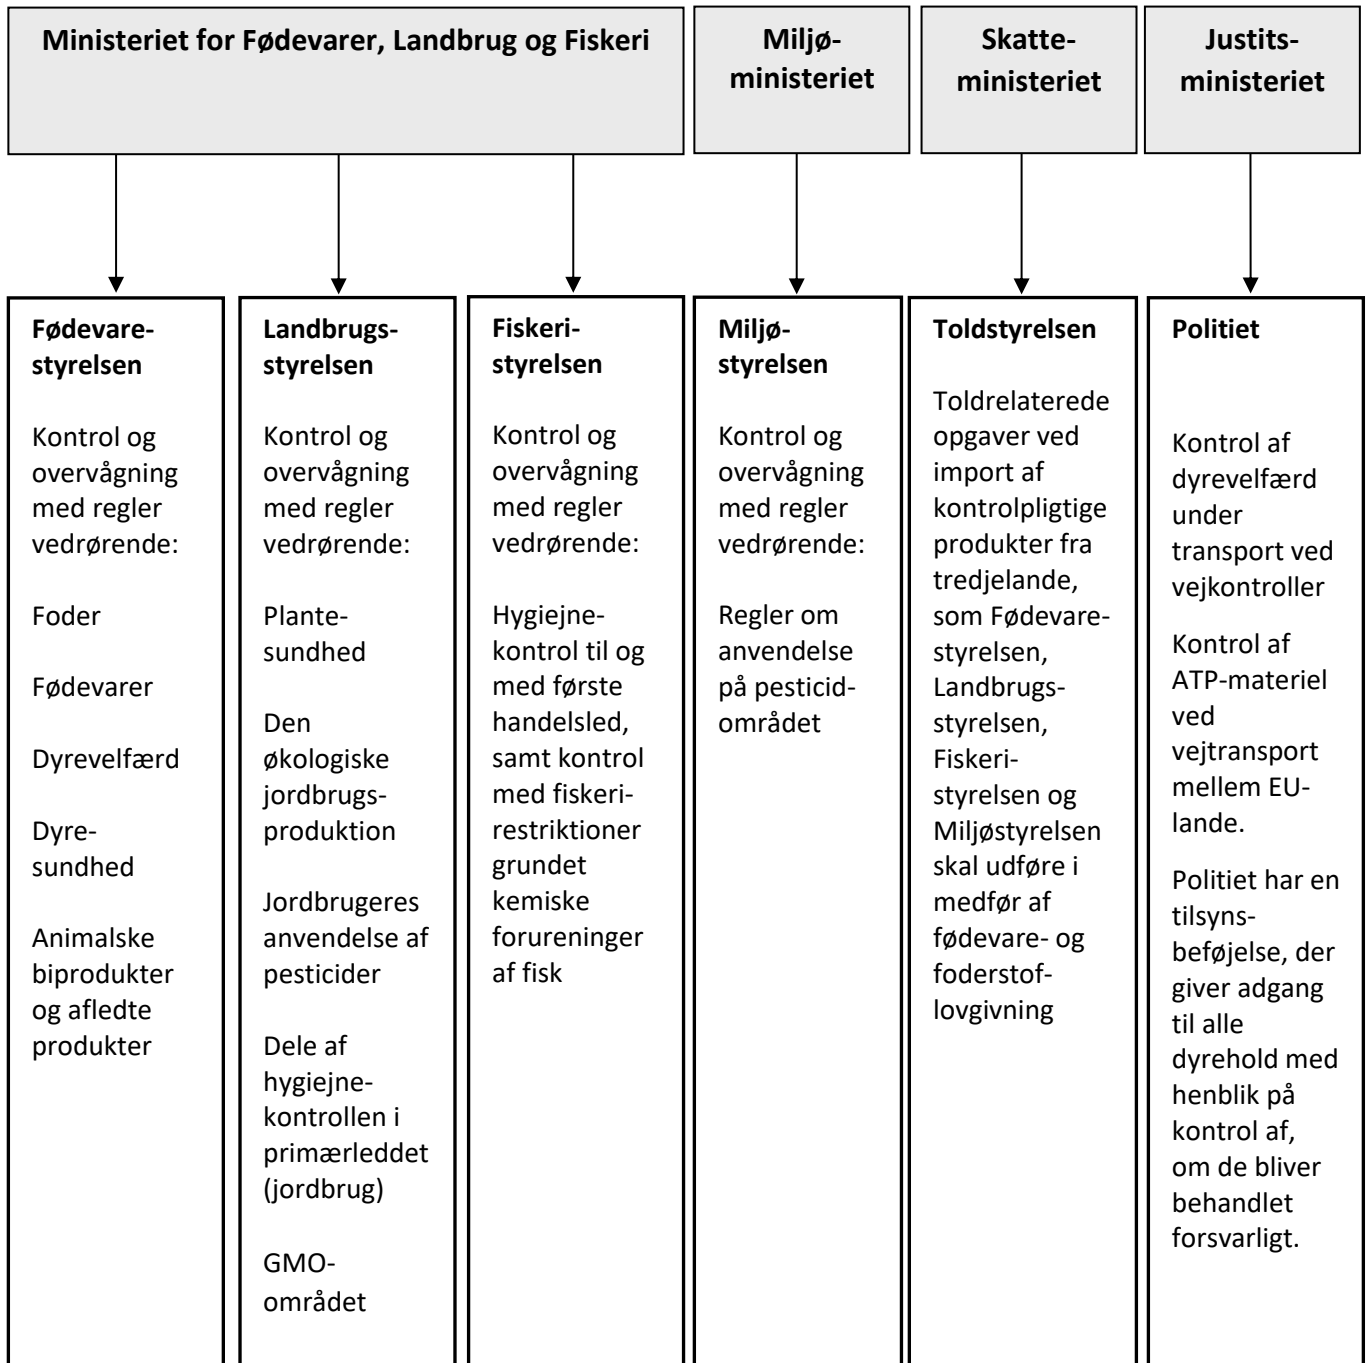 Ministeriet for Fødevarer, Landbrug og Fiskeri
Miljø-
ministeriet
Skatte-
ministeriet
Justits-
ministeriet
Fødevare-
styrelsen
Kontrol og
overvågning
med regler
vedrørende:
Foder
Fødevarer
Dyrevelfærd
Dyre-
sundhed
Animalske
biprodukter
og afledte
produkter
Landbrugs-
styrelsen
Kontrol og
overvågning
med regler
vedrørende:
Plante-
sundhed
Den
økologiske
jordbrugs-
produktion
Jordbrugeres
anvendelse af
pesticider
Dele af
hygiejne-
kontrollen i
primærleddet
(jordbrug)
GMO-
området
Fiskeri-
styrelsen
Kontrol og
overvågning
med regler
vedrørende:
Hygiejne-
kontrol til og
med første
handelsled,
samt kontrol
med fiskeri-
restriktioner
grundet
kemiske
forureninger
af fisk
Miljø-
styrelsen
Kontrol og
overvågning
med regler
vedrørende:
Regler om
anvendelse
på pesticid-
området
Toldstyrelsen
Toldrelaterede
opgaver ved
import af
kontrolpligtige
produkter fra
tredjelande,
som Fødevare-
styrelsen,
Landbrugs-
styrelsen,
Fiskeri-
styrelsen og
Miljøstyrelsen
skal udføre i
medfør af
fødevare- og
foderstof-
lovgivning
Politiet
Kontrol af
dyrevelfærd
under
transport ved
vejkontroller
Kontrol af
ATP-materiel
ved
vejtransport
mellem EU-
lande.
Politiet har en
tilsyns-
beføjelse, der
giver adgang
til alle
dyrehold med
henblik på
kontrol af,
om de bliver
behandlet
forsvarligt.